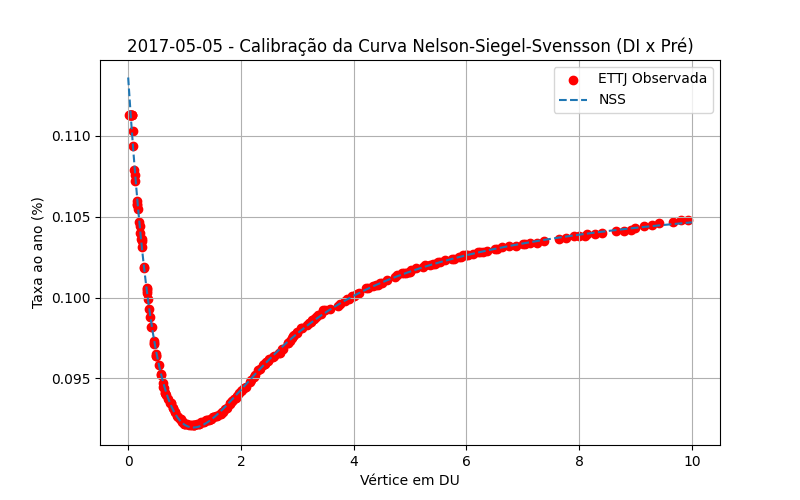 2017-05-05 - Calibração da Curva Nelson-Siegel-Svensson (DI x Pré)
ETTJ Observada
NSS
Taxa ao ano (%)
0.110
0.105
0.100
0.095
0 2 4 6 8 10
Vértice em DU